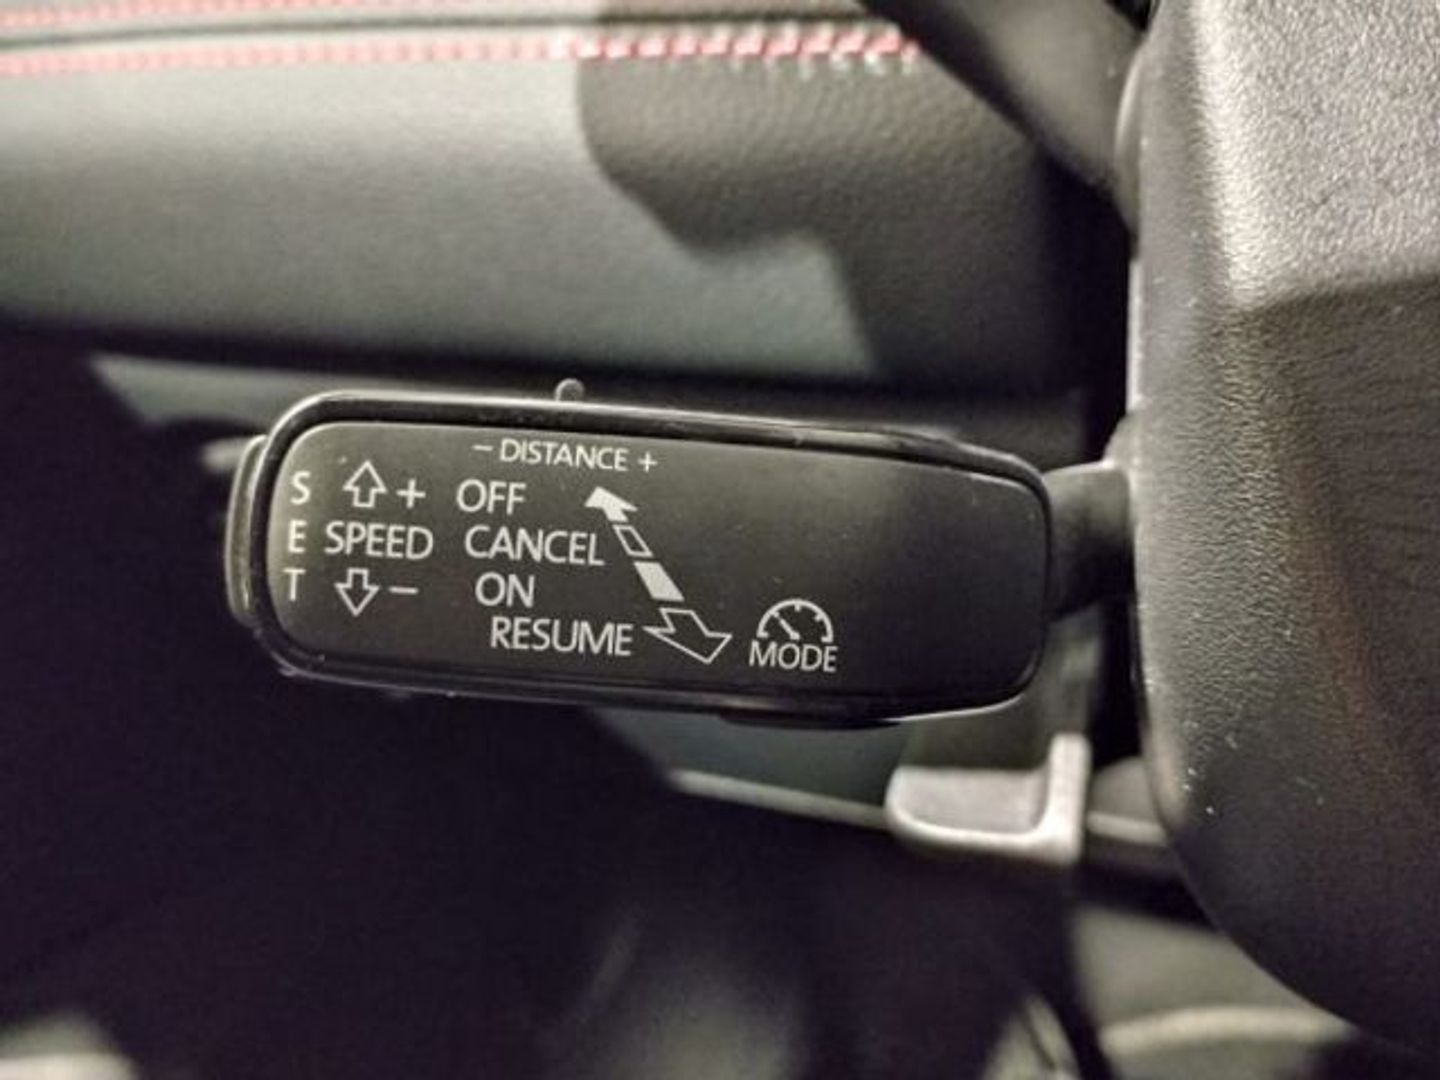 − DISTANCE +
S + OFF
E SPEED CANCEL
T − ON
RESUME
MODE